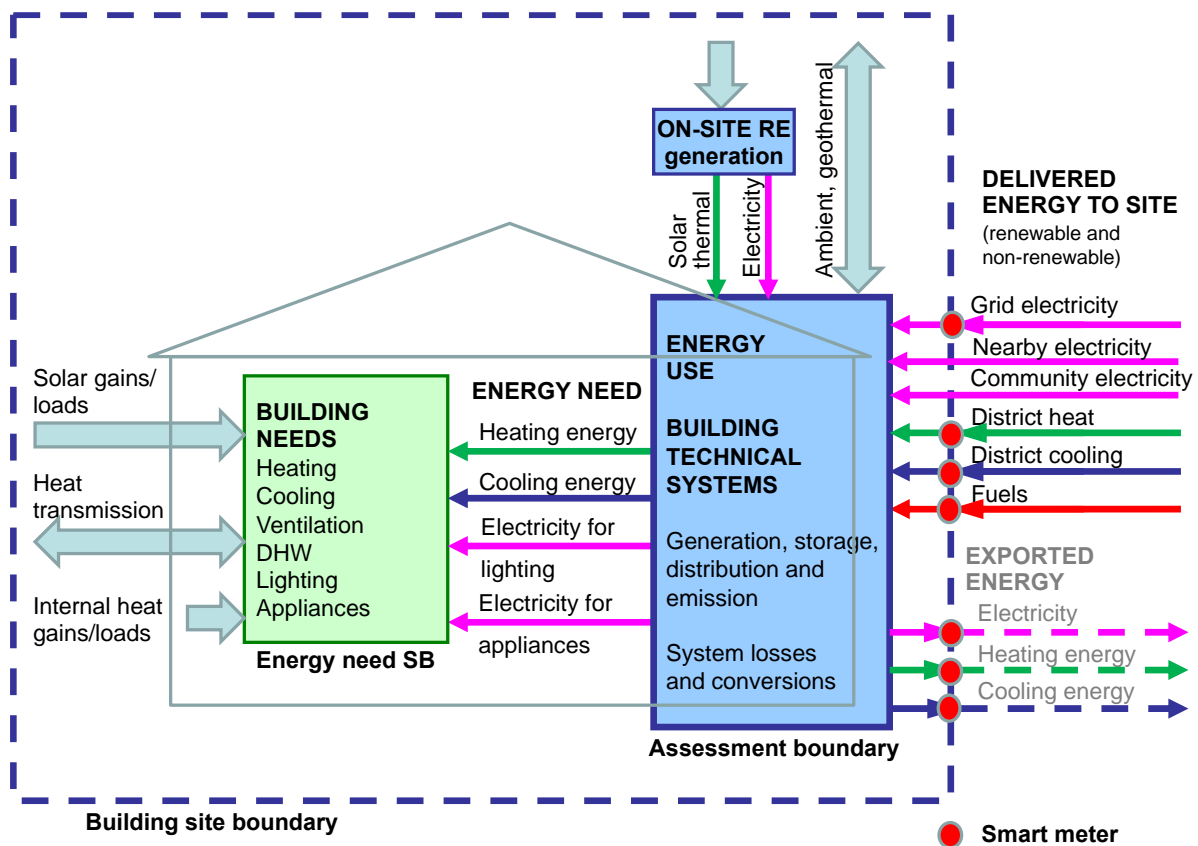 ON-SITE RE
generation
Solar
thermal
Electricity
Ambient, geothermal
DELIVERED
ENERGY TO SITE
(renewable and
non-renewable)
Grid electricity
Nearby electricity
Community electricity
District heat
District cooling
Fuels
EXPORTED
ENERGY
Electricity
Heating energy
Cooling energy
Solar gains/
loads
Heat
transmission
Internal heat
gains/loads
BUILDING
NEEDS
Heating
Cooling
Ventilation
DHW
Lighting
Appliances
Energy need SB
ENERGY NEED
Heating energy
Cooling energy
Electricity for
lighting
Electricity for
appliances
ENERGY
USE
BUILDING
TECHNICAL
SYSTEMS
Generation, storage,
distribution and
emission
System losses
and conversions
Assessment boundary
Building site boundary
Smart meter